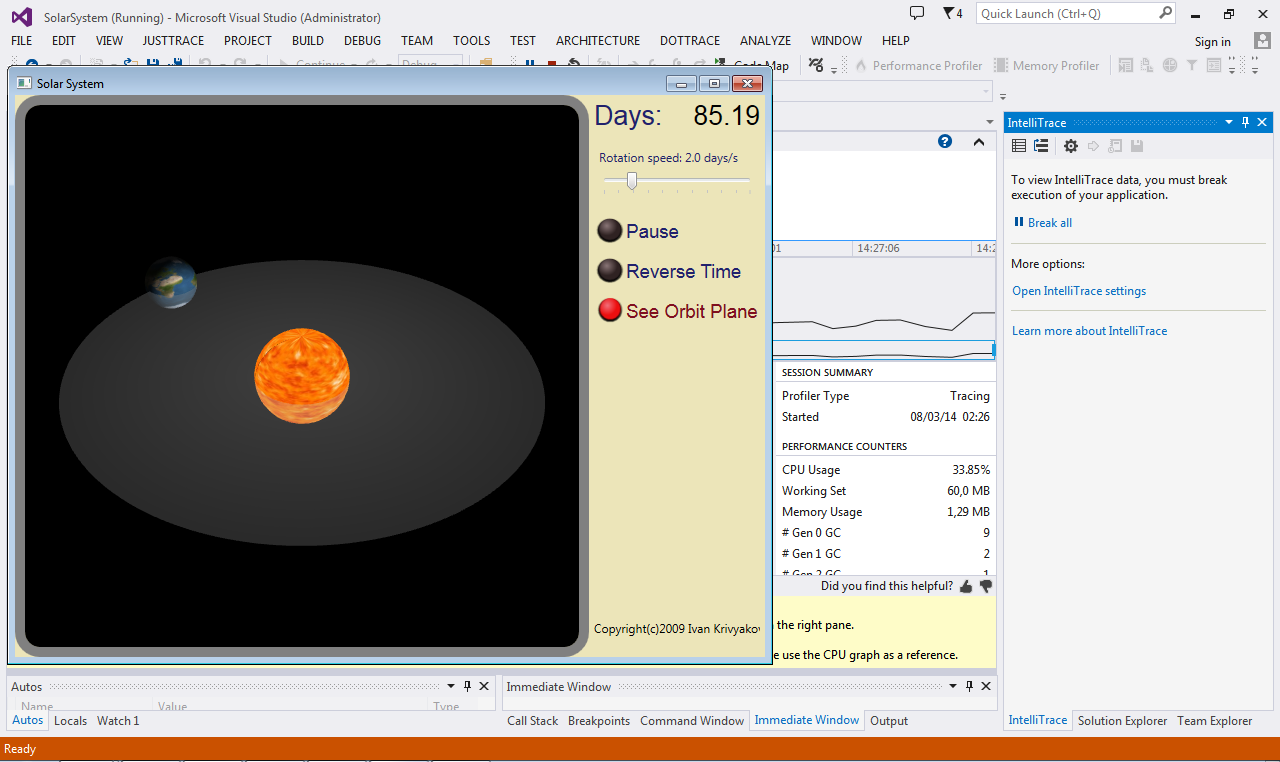 SolarSystem (Running) - Microsoft Visual Studio (Administrator)
4
Quick Launch (Ctrl+Q)
FILE EDIT VIEW JUSTTRACE PROJECT BUILD DEBUG TEAM TOOLS TEST ARCHITECTURE DOTTRACE ANALYZE WINDOW HELP
Sign in
Continue
Debug
Code Map
Performance Profiler
Memory Profiler
Solar System
Days: 85.19
Rotation speed: 2.0 days/s
Pause
Reverse Time
See Orbit Plane
Copyright(c)2009 Ivan Krivyakov
14:27:06
SESSION SUMMARY
Profiler Type Tracing
Started 08/03/14 02:26
PERFORMANCE COUNTERS
CPU Usage 33.85%
Working Set 60,0 MB
Memory Usage 1,29 MB
# Gen 0 GC 9
# Gen 1 GC 2
# Gen 2 GC 1
Did you find this helpful?
the right pane.
use the CPU graph as a reference.
IntelliTrace
To view IntelliTrace data, you must break
execution of your application.
Break all
More options:
Open IntelliTrace settings
Learn more about IntelliTrace
Autos
Name Value Type
Autos Locals Watch 1
Immediate Window
Call Stack Breakpoints Command Window Immediate Window Output
IntelliTrace Solution Explorer Team Explorer
Ready